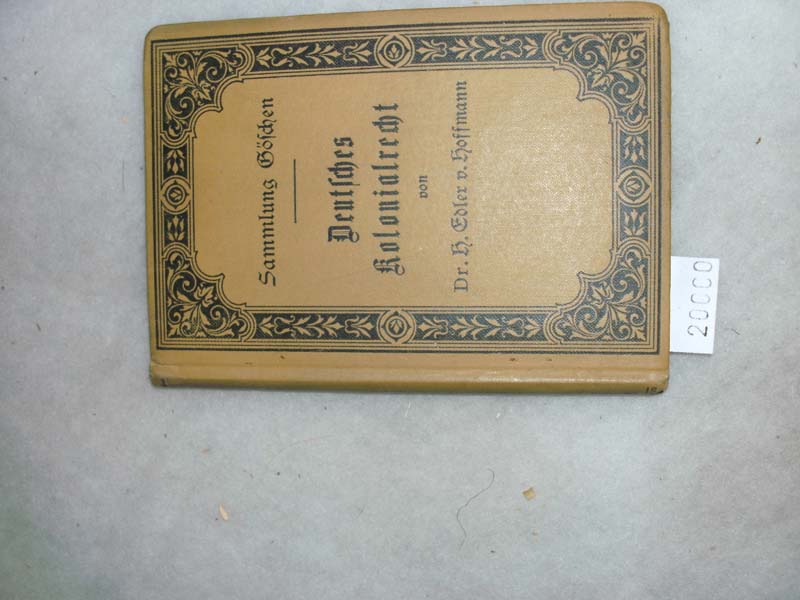 Sammlung Göschen
Deutsches
Kolonialrecht
von
Dr. H. Edler v. Hoffmann
20000